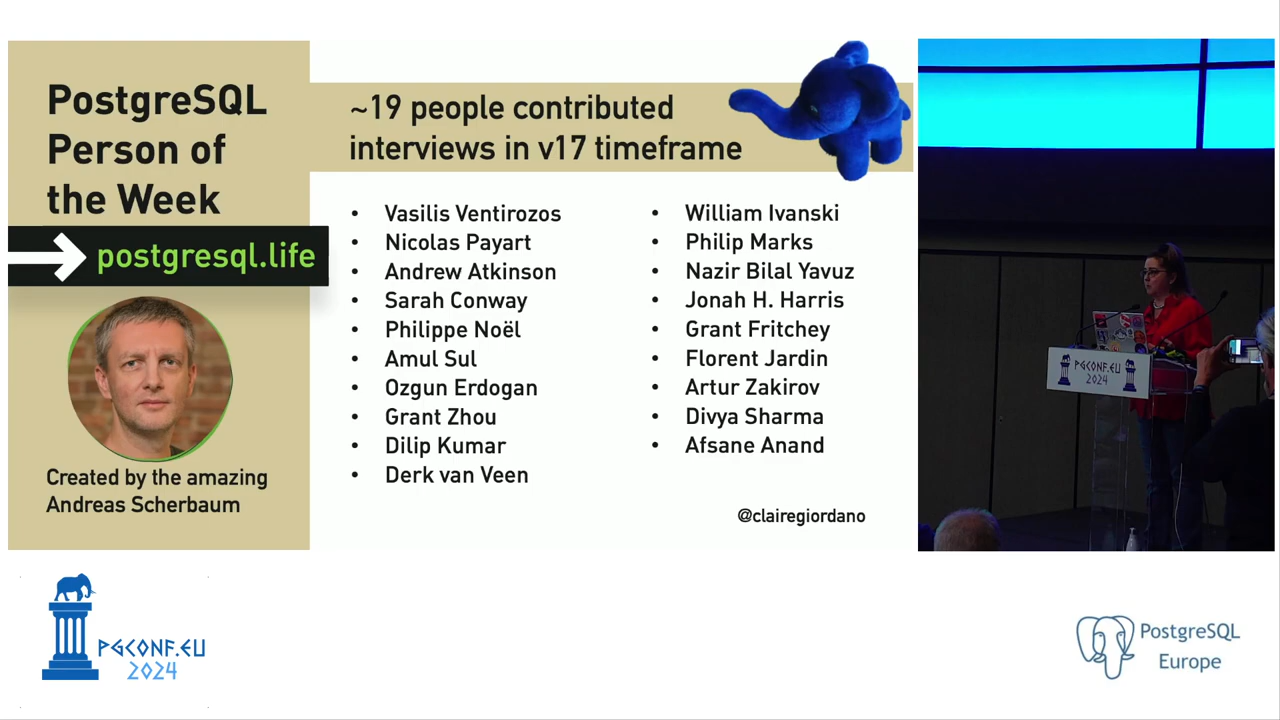 PostgreSQL
Person of
the Week
postgresql.life
Created by the amazing
Andreas Scherbaum
~19 people contributed
interviews in v17 timeframe
• Vasilis Ventirozos
• Nicolas Payart
• Andrew Atkinson
• Sarah Conway
• Philippe Noël
• Amul Sul
• Ozgun Erdogan
• Grant Zhou
• Dilip Kumar
• Derk van Veen
• William Ivanski
• Philip Marks
• Nazir Bilal Yavuz
• Jonah H. Harris
• Grant Fritchey
• Florent Jardin
• Artur Zakirov
• Divya Sharma
• Afsane Anand
@clairegiordano
PGCONF.EU
2024
PGCONF.EU
2024
PostgreSQL
Europe